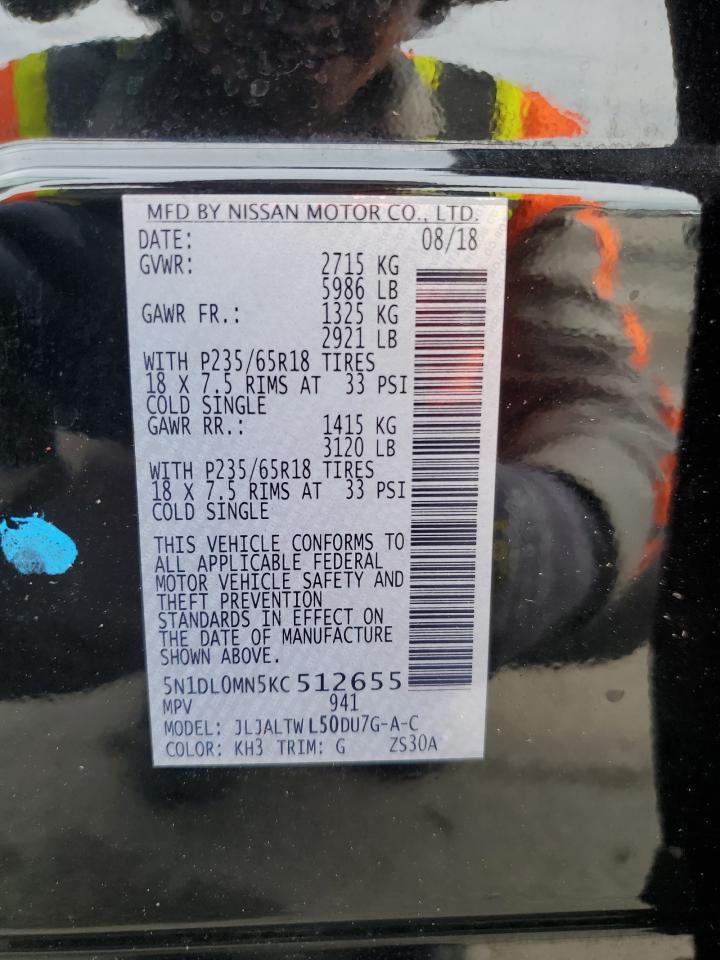 MFD BY NISSAN MOTOR CO., LTD.
DATE: 08/18
GVWR: 2715 KG
5986 LB
GAWR FR.: 1325 KG
2921 LB
WITH P235/65R18 TIRES
18 X 7.5 RIMS AT 33 PSI
COLD SINGLE
GAWR RR.: 1415 KG
3120 LB
WITH P235/65R18 TIRES
18 X 7.5 RIMS AT 33 PSI
COLD SINGLE
THIS VEHICLE CONFORMS TO
ALL APPLICABLE FEDERAL
MOTOR VEHICLE SAFETY AND
THEFT PREVENTION
STANDARDS IN EFFECT ON
THE DATE OF MANUFACTURE
SHOWN ABOVE.
5N1DL0MN5KC512655
MPV 941
MODEL: JLJALTWL50DU7G-A-C
COLOR: KH3 TRIM: G ZS30A